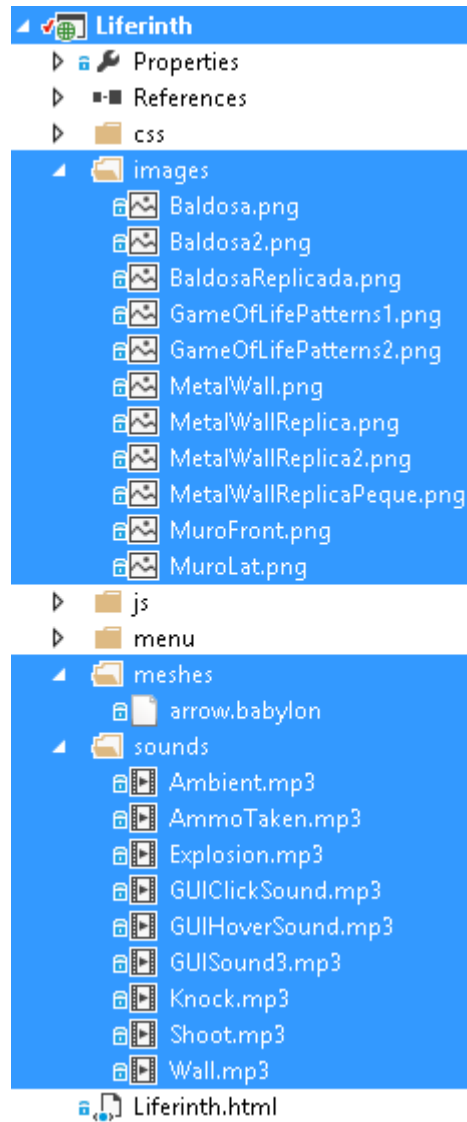 Liferinth
Properties
References
css
images
Baldosa.png
Baldosa2.png
BaldosaReplicada.png
GameOfLifePatterns1.png
GameOfLifePatterns2.png
MetalWall.png
MetalWallReplica.png
MetalWallReplica2.png
MetalWallReplicaPeque.png
MuroFront.png
MuroLat.png
js
menu
meshes
arrow.babylon
sounds
Ambient.mp3
AmmoTaken.mp3
Explosion.mp3
GUIClickSound.mp3
GUIHoverSound.mp3
GUISound3.mp3
Knock.mp3
Shoot.mp3
Wall.mp3
Liferinth.html